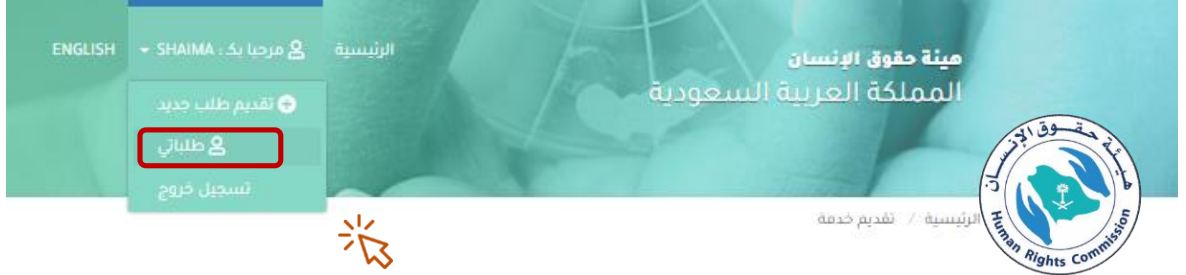 هيئة حقوق الإنسان
المملكة العربية السعودية
الرئيسية
مرحبا بك : SHAIMA
ENGLISH
تقديم طلب جديد
طلباتي
تسجيل خروج
الرئيسية / تقديم خدمة
هيئة حقوق الإنسان
Human Rights Commission